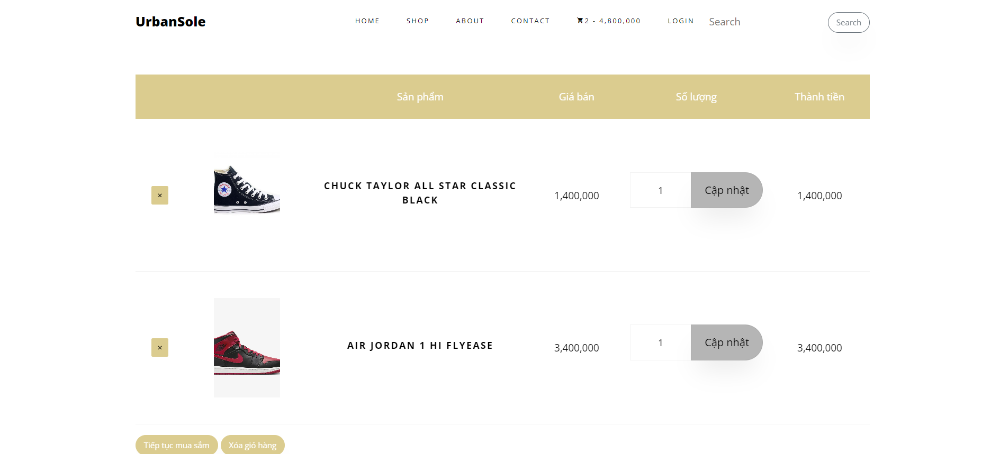 UrbanSole
HOME SHOP ABOUT CONTACT 2 - 4,800,000 LOGIN Search Search
Sản phẩm Giá bán Số lượng Thành tiền
× CHUCK TAYLOR ALL STAR CLASSIC
BLACK 1,400,000 1 Cập nhật 1,400,000
× AIR JORDAN 1 HI FLYEASE 3,400,000 1 Cập nhật 3,400,000
Tiếp tục mua sắm Xóa giỏ hàng